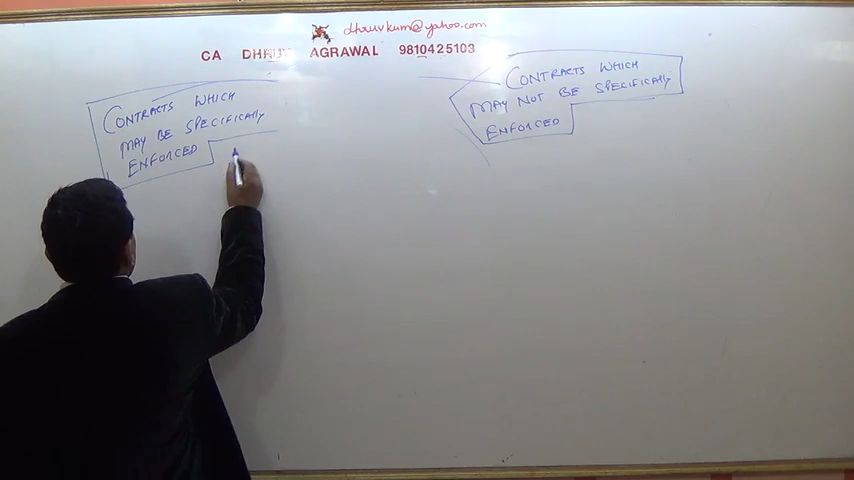 dhruvkum@yahoo.com
CA DHRUV AGRAWAL 9810425103
CONTRACTS WHICH
MAY BE SPECIFICALLY
ENFORCED
CONTRACTS WHICH
MAY NOT BE SPECIFICALLY
ENFORCED